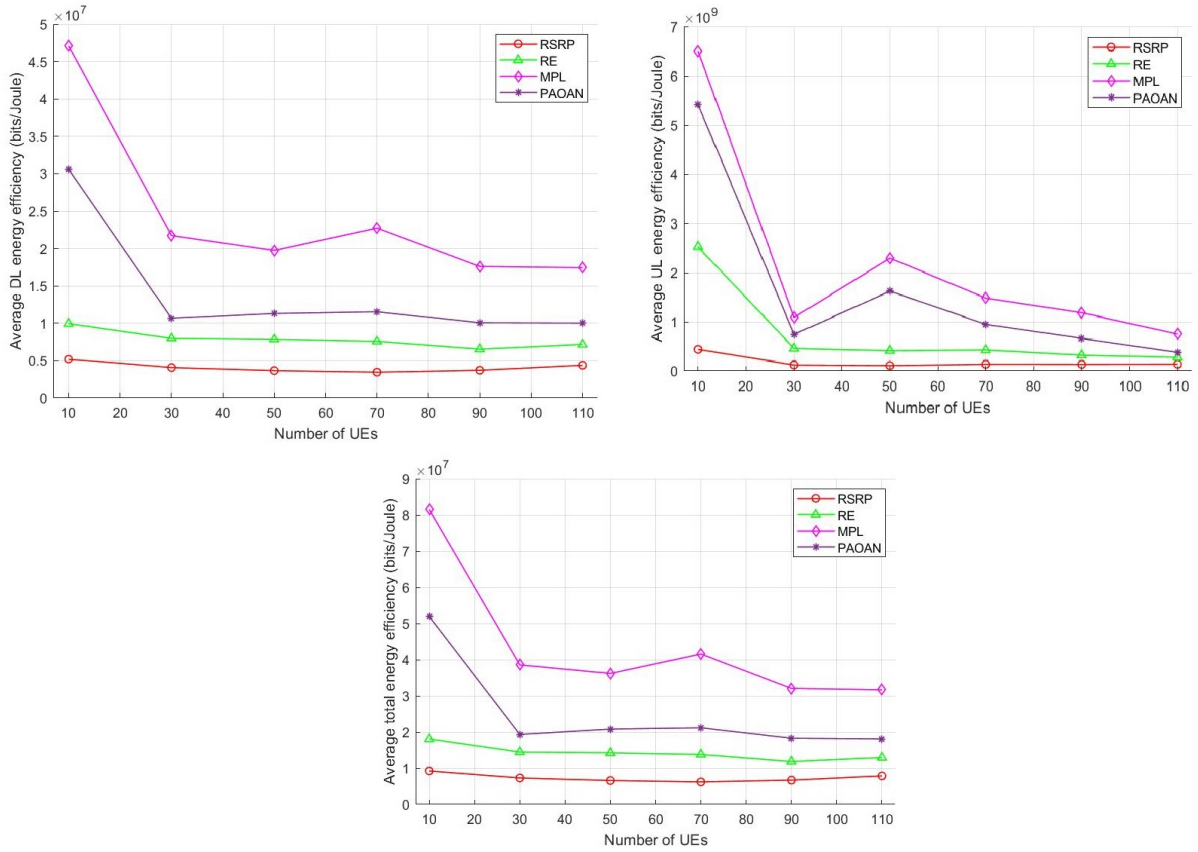 ×10^7
5
4.5
4
3.5
3
2.5
2
1.5
1
0.5
0
Average DL energy efficiency (bits/Joule)
RSRP
RE
MPL
PAOAN
10 20 30 40 50 60 70 80 90 100 110
Number of UEs
×10^9
7
6
5
4
3
2
1
0
Average UL energy efficiency (bits/Joule)
RSRP
RE
MPL
PAOAN
10 20 30 40 50 60 70 80 90 100 110
Number of UEs
×10^7
9
8
7
6
5
4
3
2
1
0
Average total energy efficiency (bits/Joule)
RSRP
RE
MPL
PAOAN
10 20 30 40 50 60 70 80 90 100 110
Number of UEs